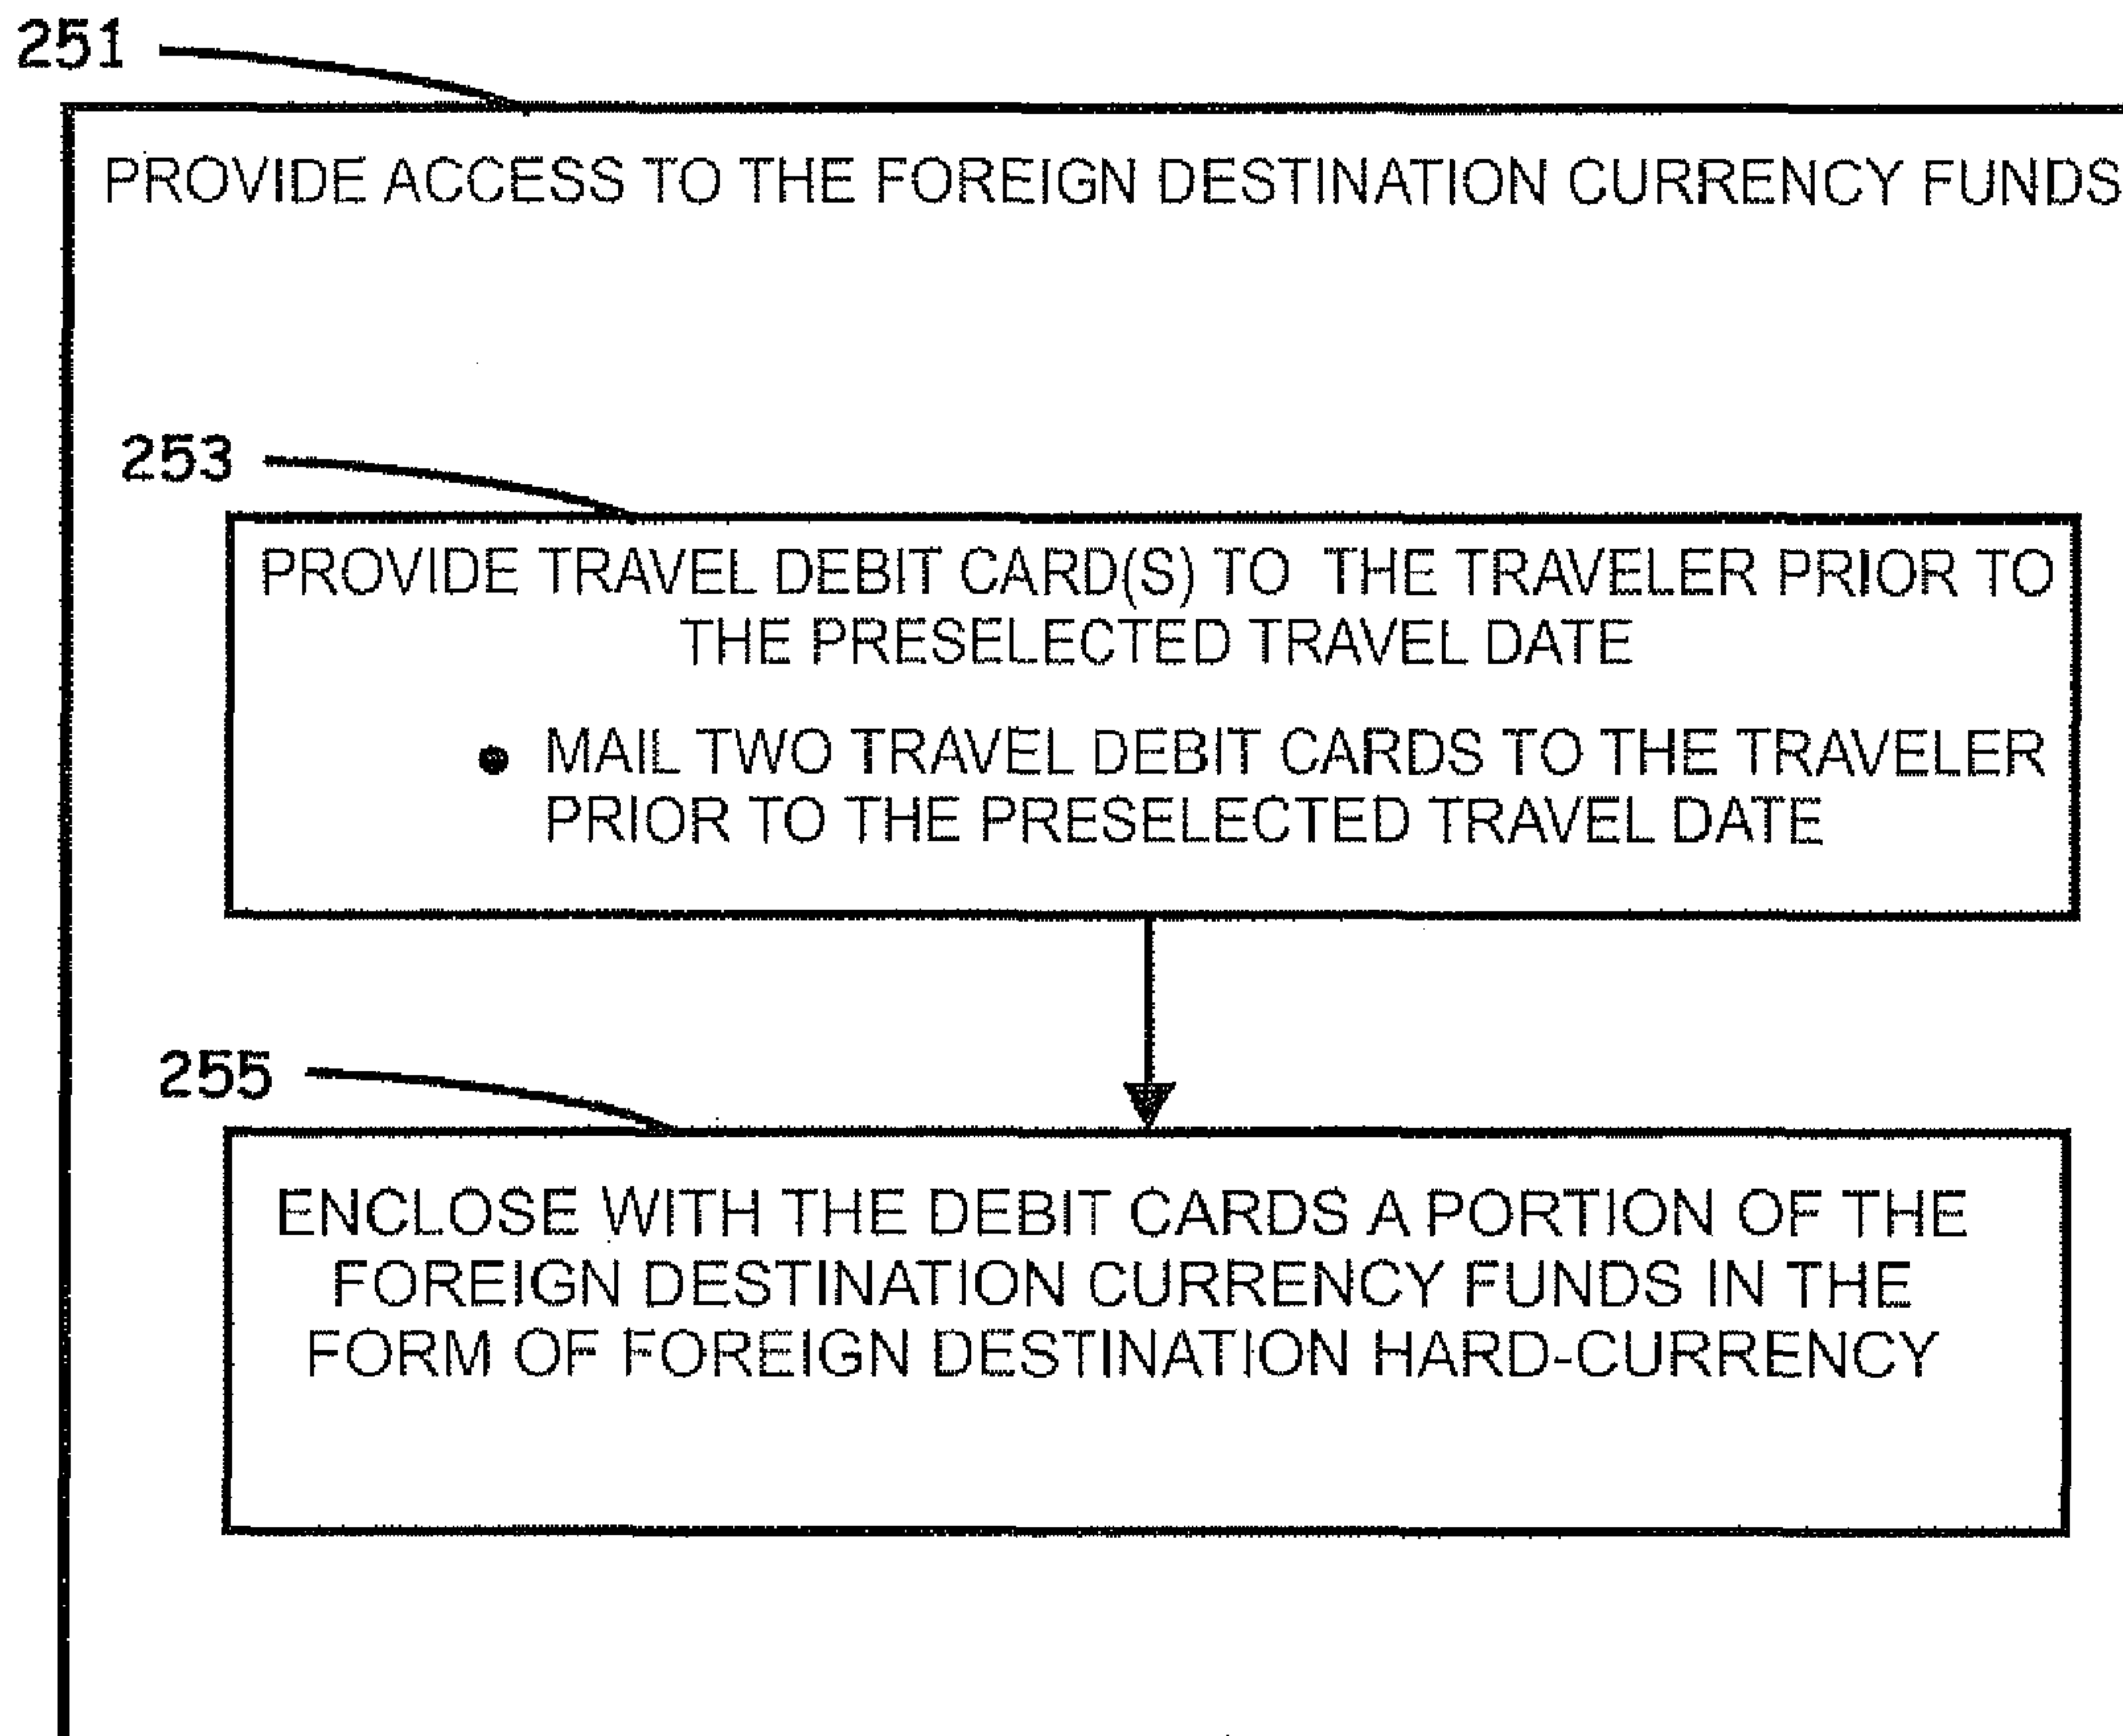 251
PROVIDE ACCESS TO THE FOREIGN DESTINATION CURRENCY FUNDS
253
PROVIDE TRAVEL DEBIT CARD(S) TO THE TRAVELER PRIOR TO
THE PRESELECTED TRAVEL DATE
• MAIL TWO TRAVEL DEBIT CARDS TO THE TRAVELER
PRIOR TO THE PRESELECTED TRAVEL DATE
255
ENCLOSE WITH THE DEBIT CARDS A PORTION OF THE
FOREIGN DESTINATION CURRENCY FUNDS IN THE
FORM OF FOREIGN DESTINATION HARD-CURRENCY